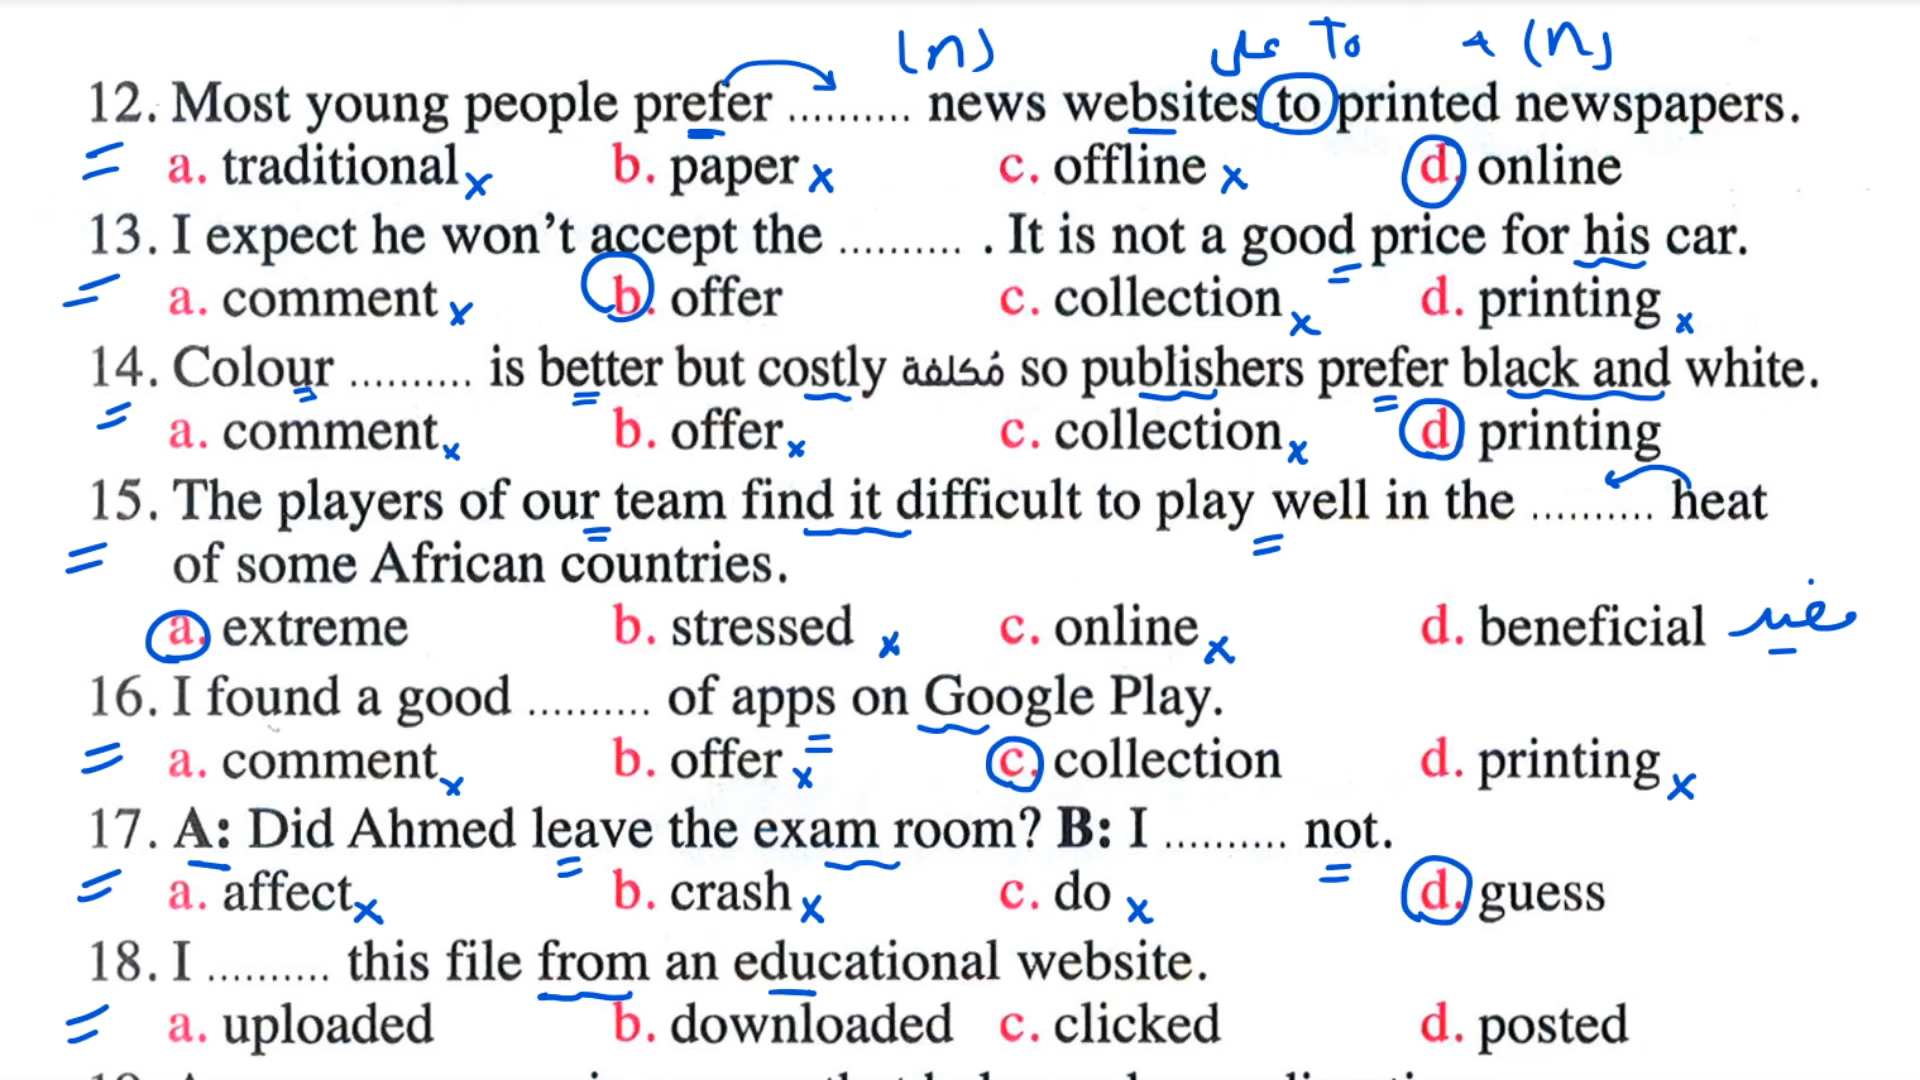 (n) على To + (n)
12. Most young people prefer .......... news websites to printed newspapers.
a. traditional x b. paper x c. offline x d. online
13. I expect he won't accept the .......... . It is not a good price for his car.
a. comment x b. offer c. collection x d. printing x
14. Colour .......... is better but costly مُكلفة so publishers prefer black and white.
a. comment x b. offer x c. collection x d. printing
15. The players of our team find it difficult to play well in the .......... heat
of some African countries.
a. extreme b. stressed x c. online x d. beneficial مفيد
16. I found a good .......... of apps on Google Play.
a. comment x b. offer x c. collection d. printing x
17. A: Did Ahmed leave the exam room? B: I .......... not.
a. affect x b. crash x c. do x d. guess
18. I .......... this file from an educational website.
a. uploaded b. downloaded c. clicked d. posted